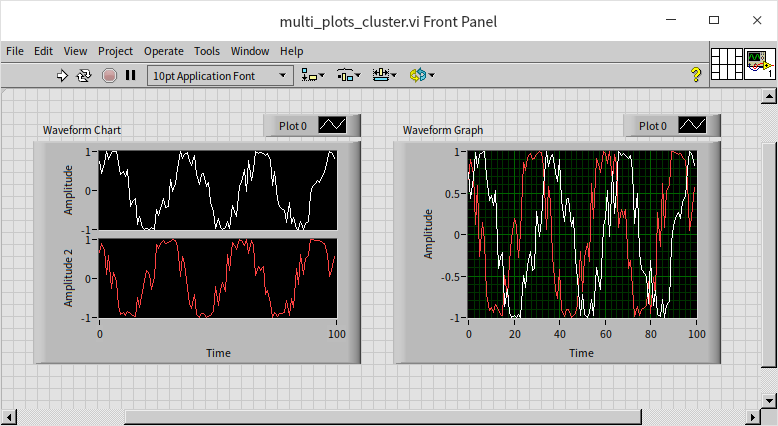 multi_plots_cluster.vi Front Panel
File Edit View Project Operate Tools Window Help
10pt Application Font
?
1
Waveform Chart
Plot 0
Amplitude
1
0
-1
Amplitude 2
1
0
-1
0 100
Time
Waveform Graph
Plot 0
Amplitude
1
0.5
0
-0.5
-1
0 20 40 60 80 100
Time